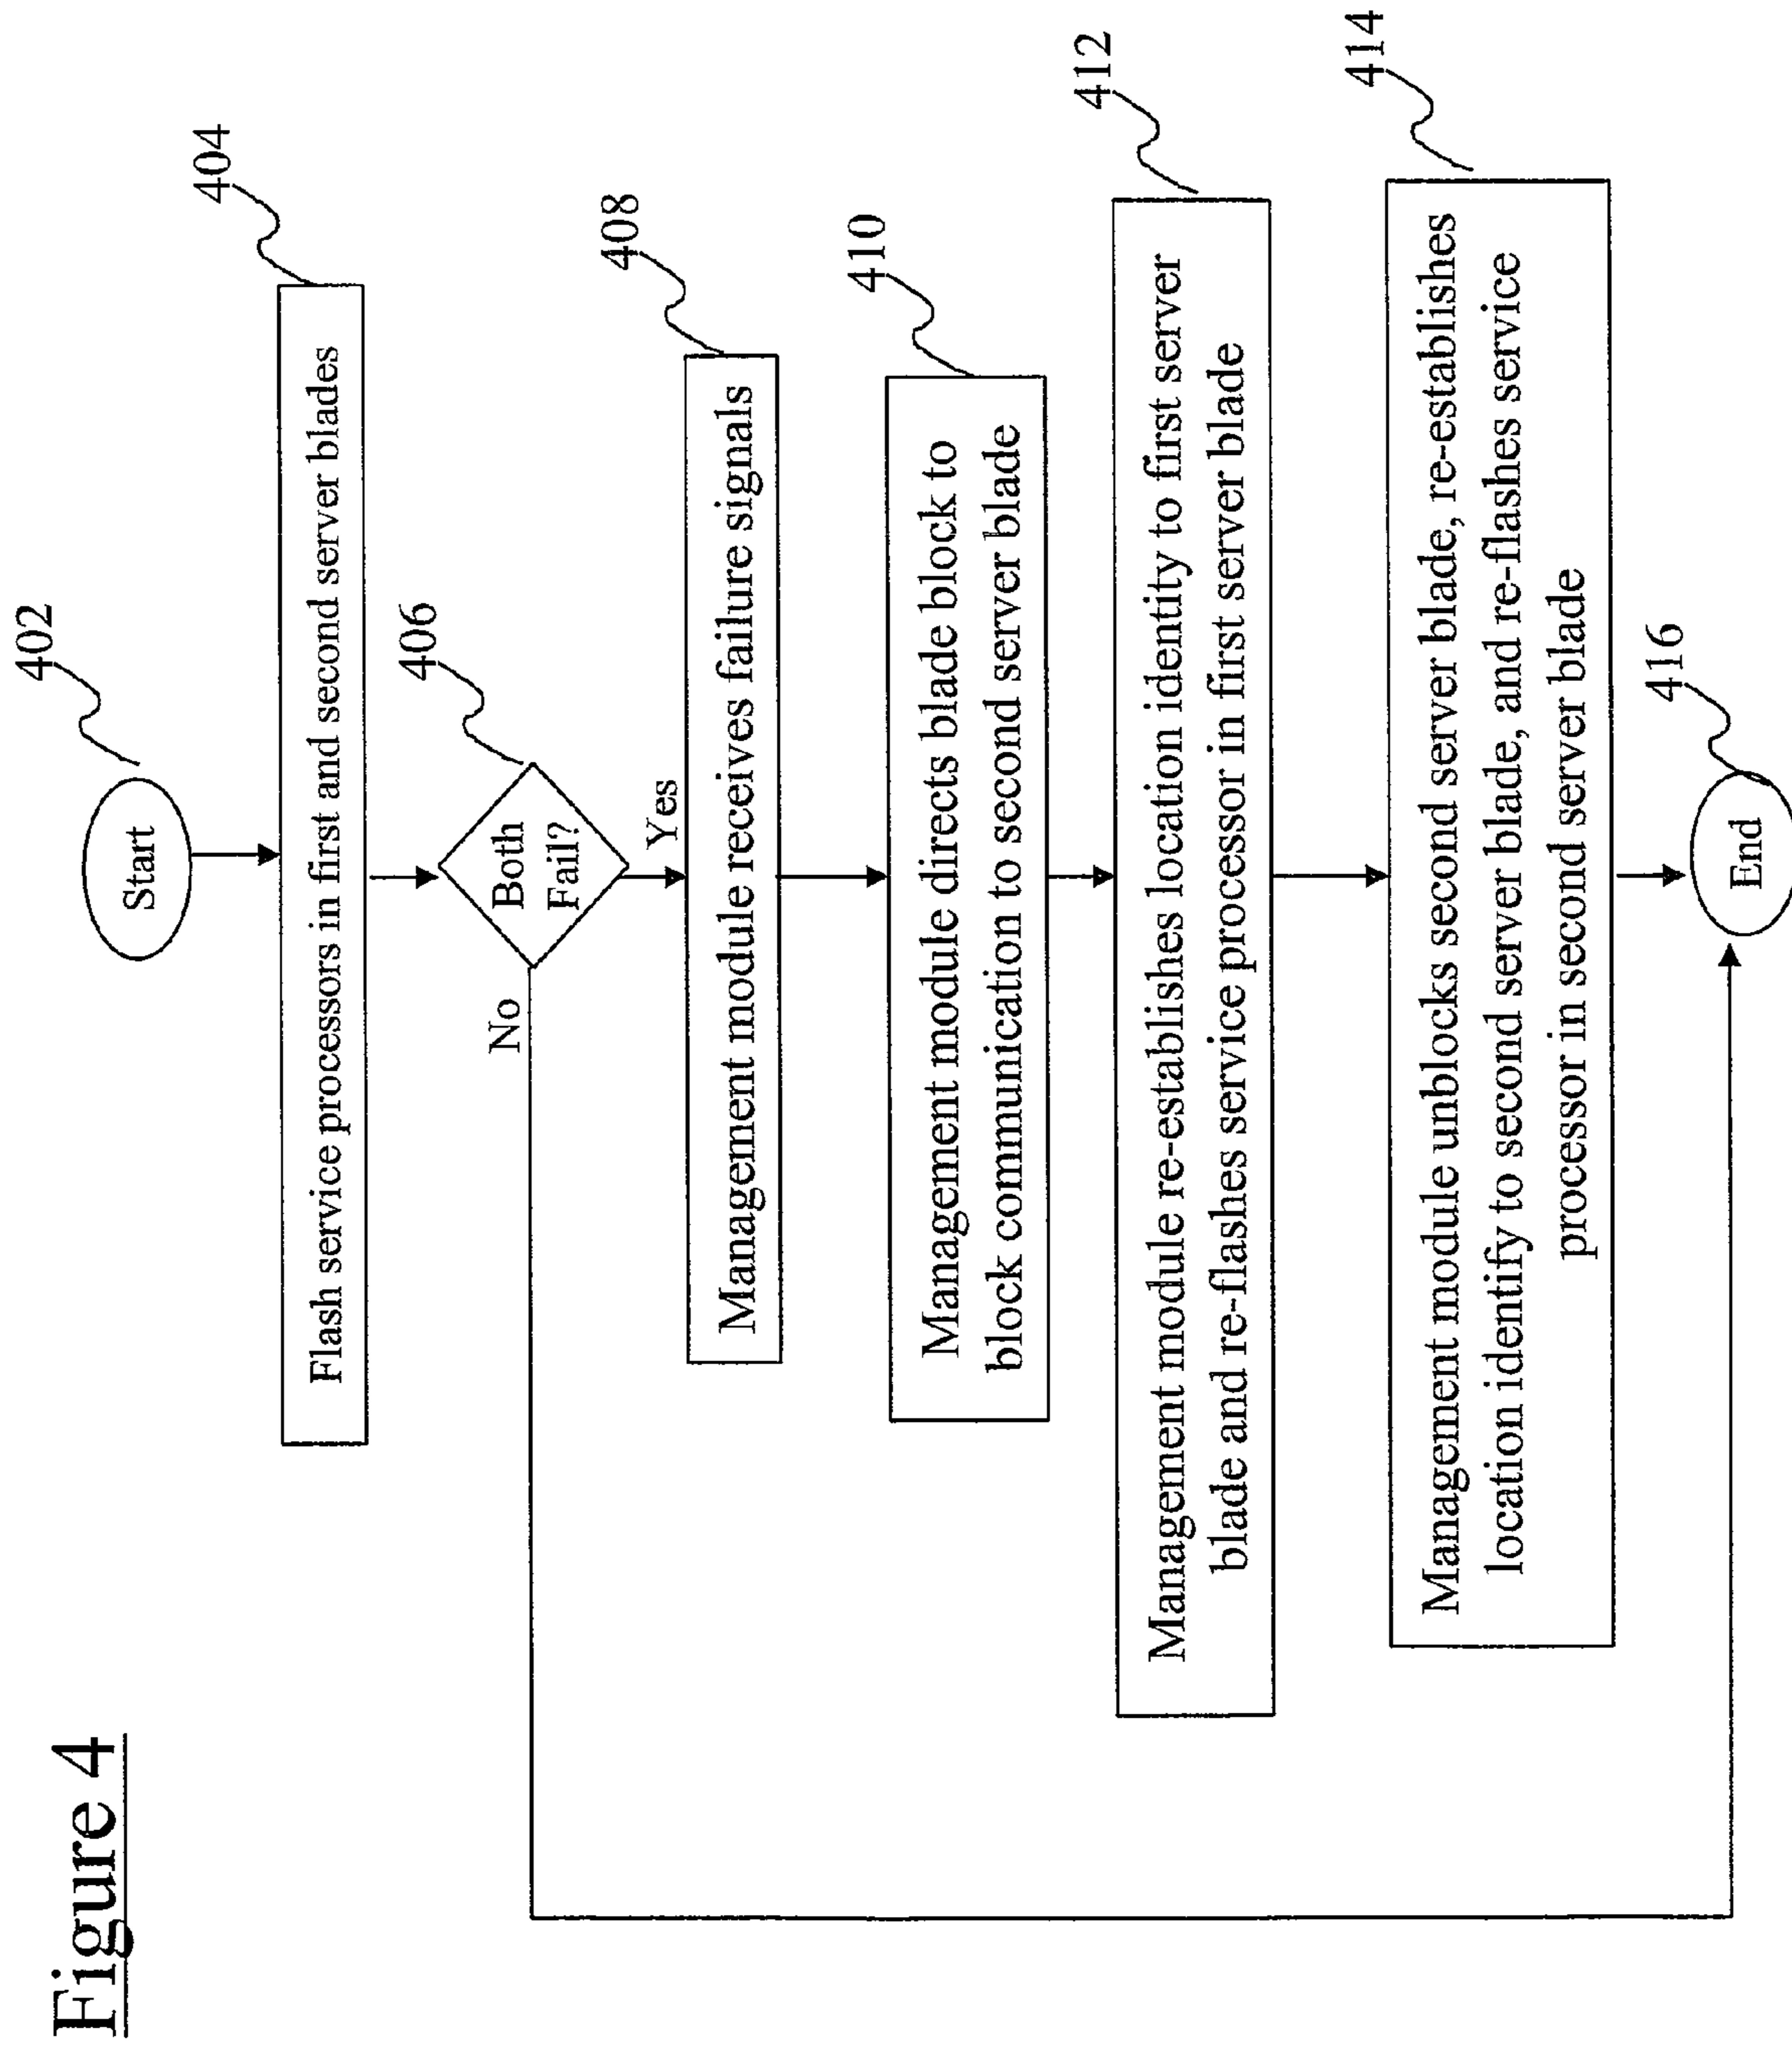 Figure 4
402
Start
404
Flash service processors in first and second server blades
406
Both
Fail?
No
Yes
408
Management module receives failure signals
410
Management module directs blade block to
block communication to second server blade
412
Management module re-establishes location identity to first server
blade and re-flashes service processor in first server blade
414
Management module unblocks second server blade, re-establishes
location identify to second server blade, and re-flashes service
processor in second server blade
416
End